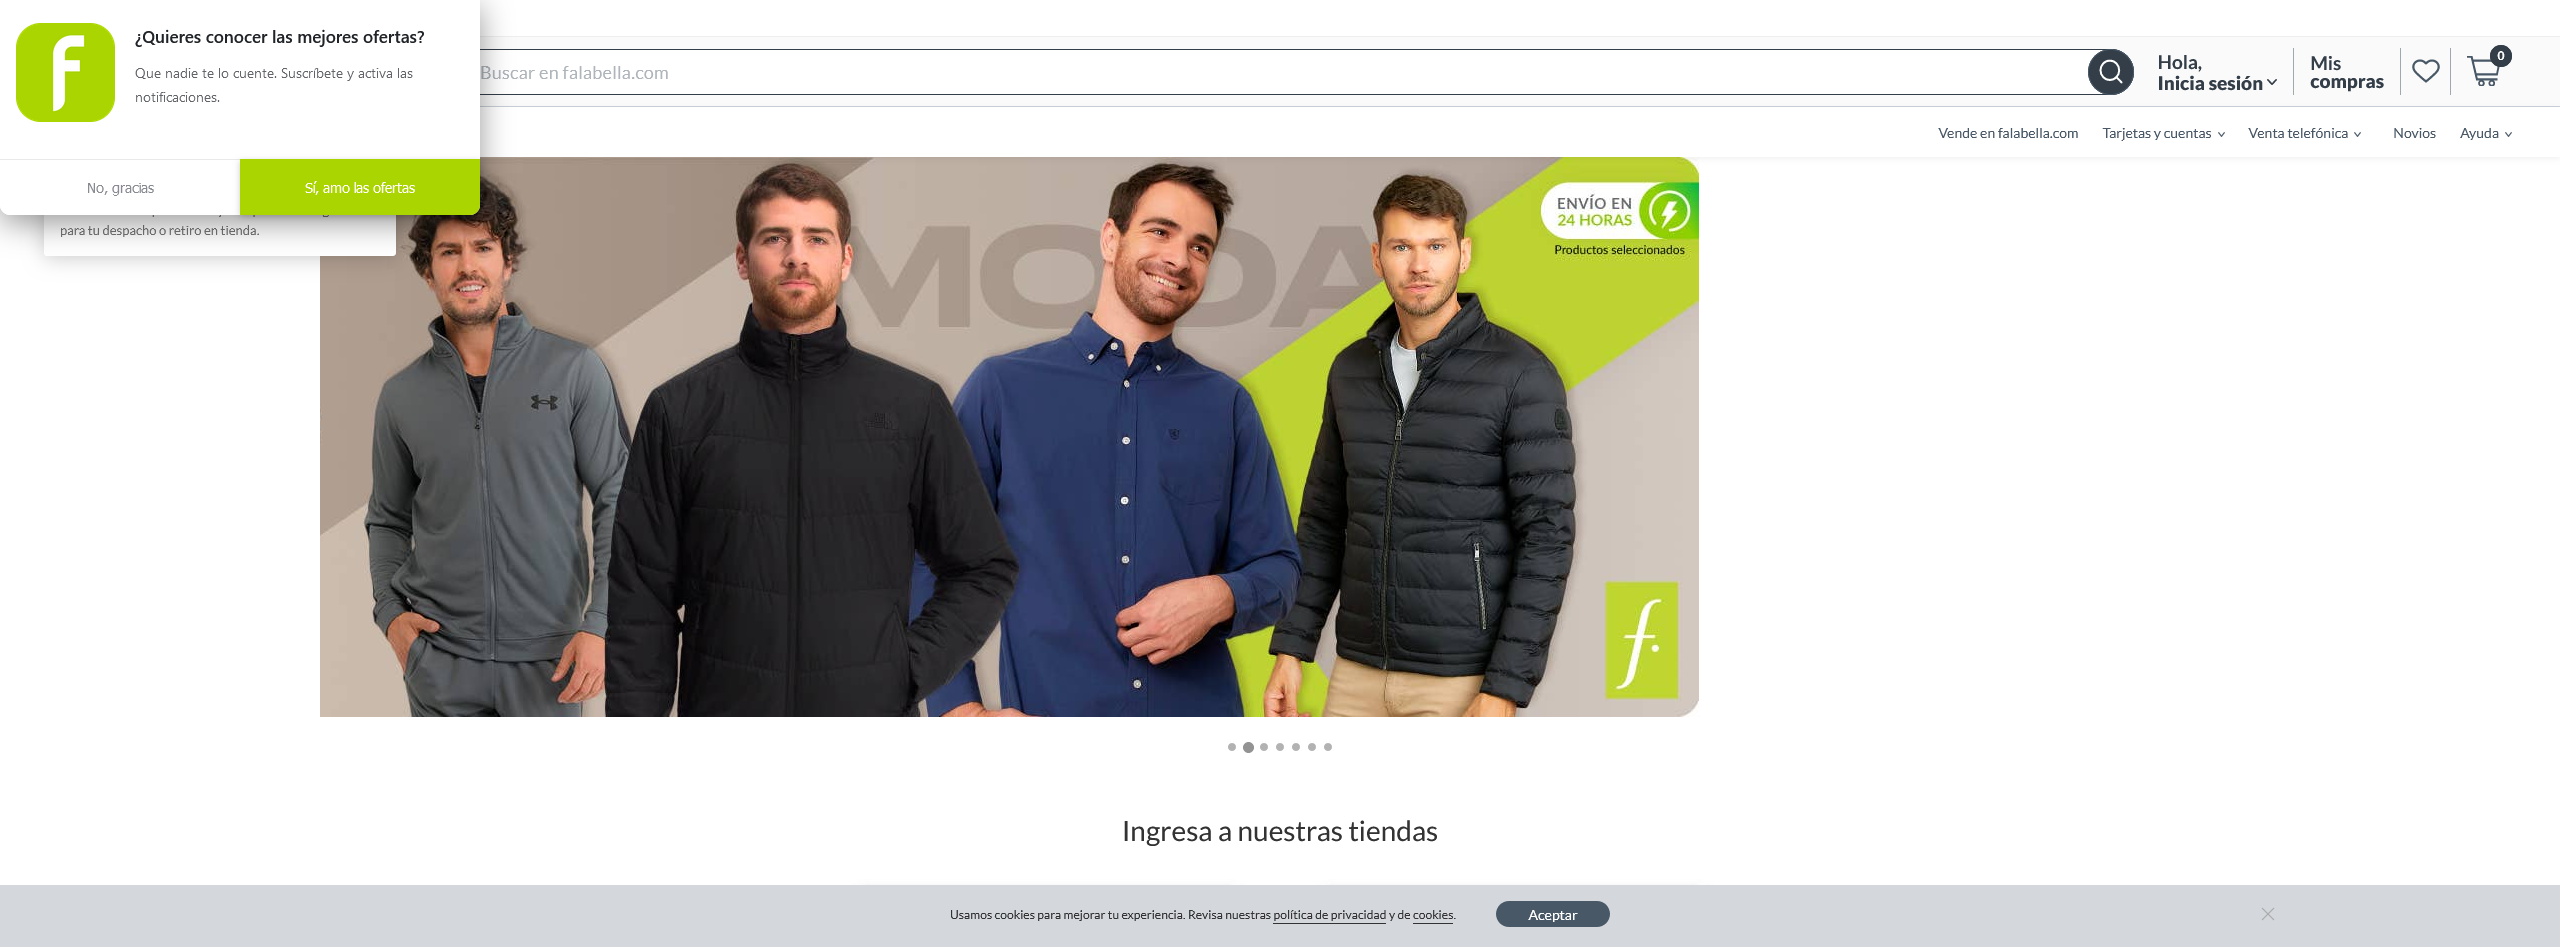 ¿Quieres conocer las mejores ofertas?
Que nadie te lo cuente. Suscríbete y activa las
notificaciones.
No, gracias
Sí, amo las ofertas
para tu despacho o retiro en tienda.
Buscar en falabella.com
Hola,
Inicia sesión
Mis
compras
0
Vende en falabella.com
Tarjetas y cuentas
Venta telefónica
Novios
Ayuda
MODA
ENVÍO EN
24 HORAS
Productos seleccionados
f.
Ingresa a nuestras tiendas
Usamos cookies para mejorar tu experiencia. Revisa nuestras política de privacidad y de cookies.
Aceptar